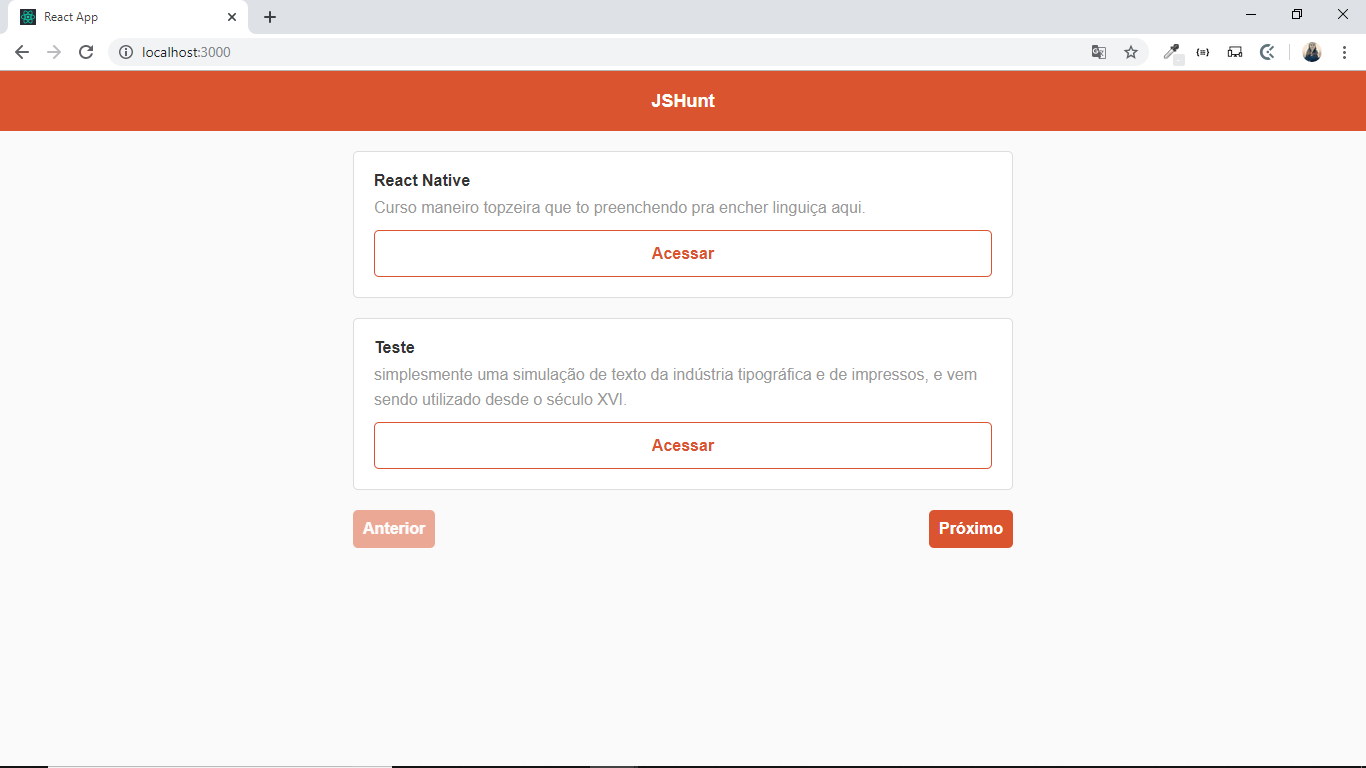 React App
localhost:3000
JSHunt
React Native
Curso maneiro topzeira que to preenchendo pra encher linguiça aqui.
Acessar
Teste
simplesmente uma simulação de texto da indústria tipográfica e de impressos, e vem
sendo utilizado desde o século XVI.
Acessar
Anterior
Próximo